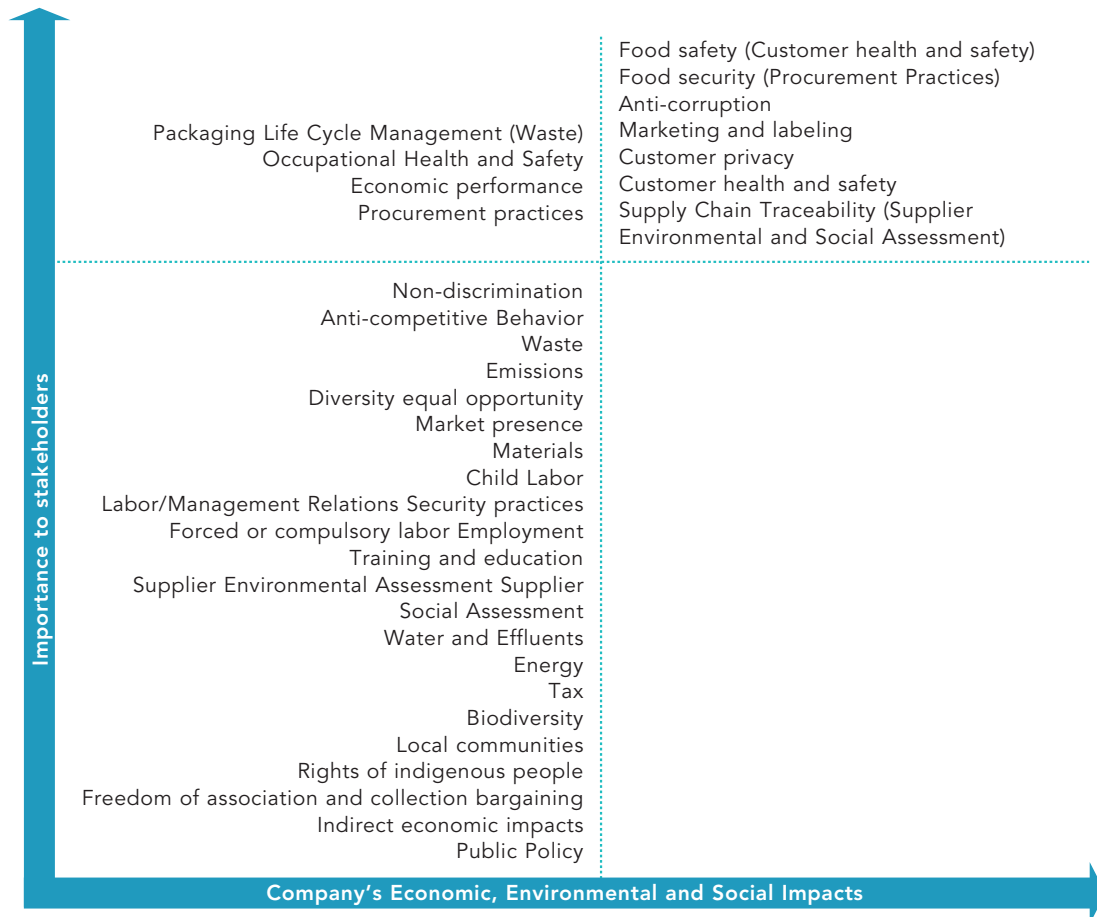 Food safety (Customer health and safety)
Food security (Procurement Practices)
Anti-corruption
Marketing and labeling
Customer privacy
Customer health and safety
Supply Chain Traceability (Supplier
Environmental and Social Assessment)
Packaging Life Cycle Management (Waste)
Occupational Health and Safety
Economic performance
Procurement practices
Non-discrimination
Anti-competitive Behavior
Waste
Emissions
Diversity equal opportunity
Market presence
Materials
Child Labor
Labor/Management Relations Security practices
Forced or compulsory labor Employment
Training and education
Supplier Environmental Assessment Supplier
Social Assessment
Water and Effluents
Energy
Tax
Biodiversity
Local communities
Rights of indigenous people
Freedom of association and collection bargaining
Indirect economic impacts
Public Policy
Importance to stakeholders
Company's Economic, Environmental and Social Impacts